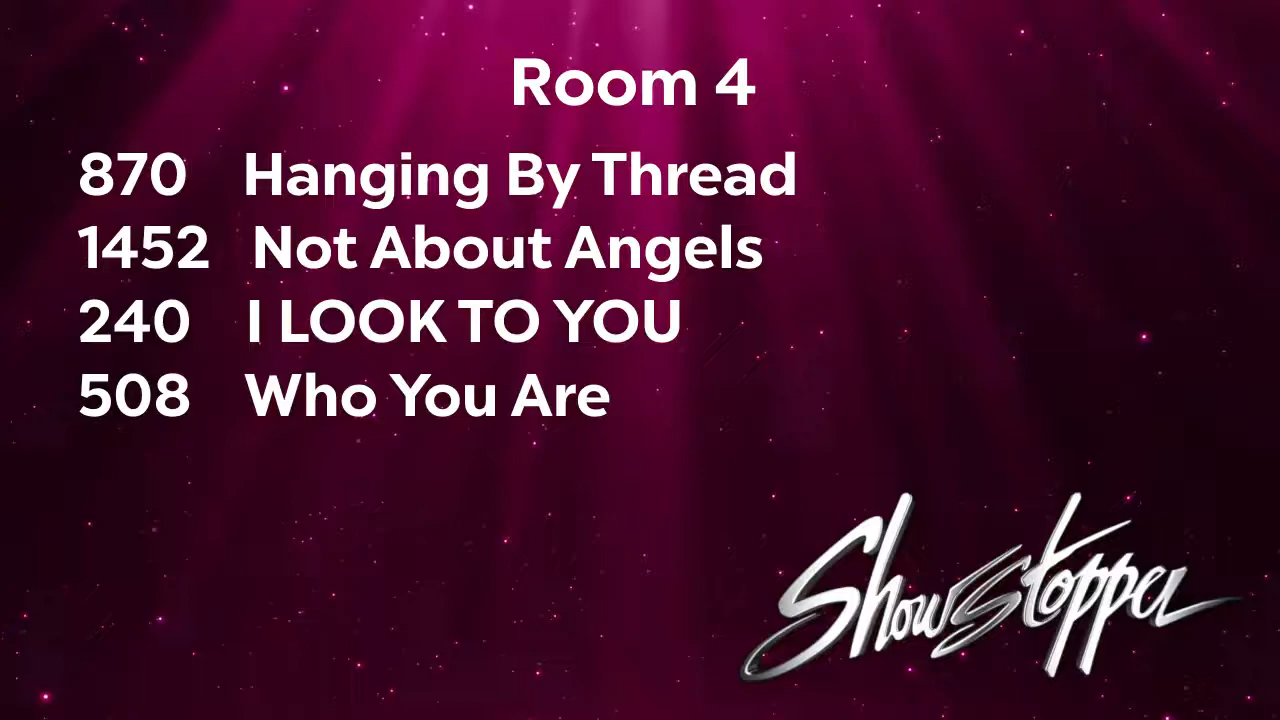 Room 4
870 Hanging By Thread
1452 Not About Angels
240 I LOOK TO YOU
508 Who You Are
ShowStopper